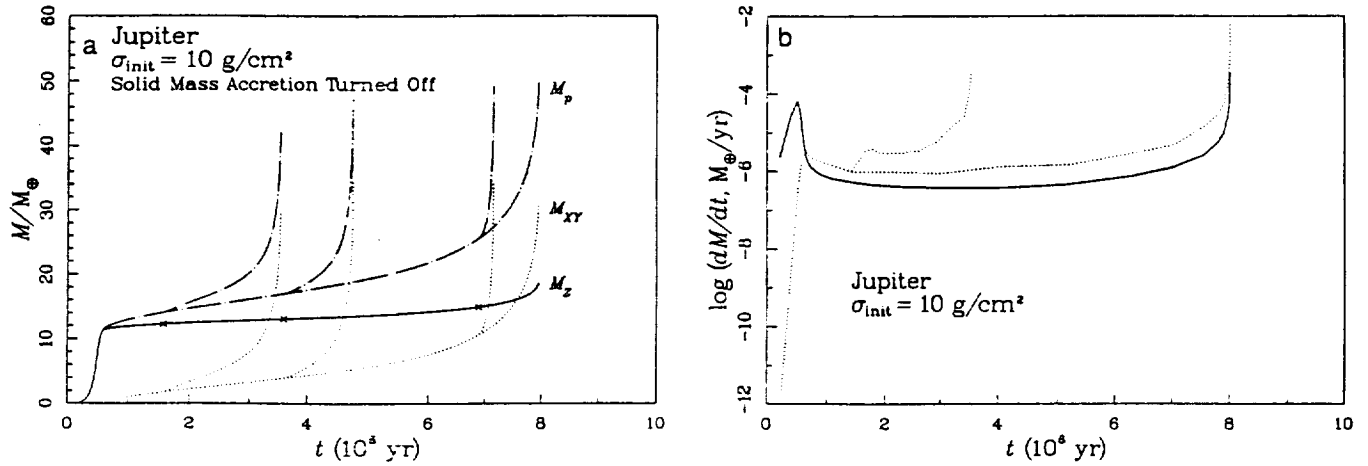 a
Jupiter
σinit = 10 g/cm²
Solid Mass Accretion Turned Off
Mp
MXY
MZ
M/M⊕
60
50
40
30
20
10
0
0 2 4 6 8 10
b
-2
-4
-6
-8
-10
-12
log (dM/dt, M⊕/yr)
Jupiter
σinit = 10 g/cm²
0 2 4 6 8 10
t (10⁶ yr)